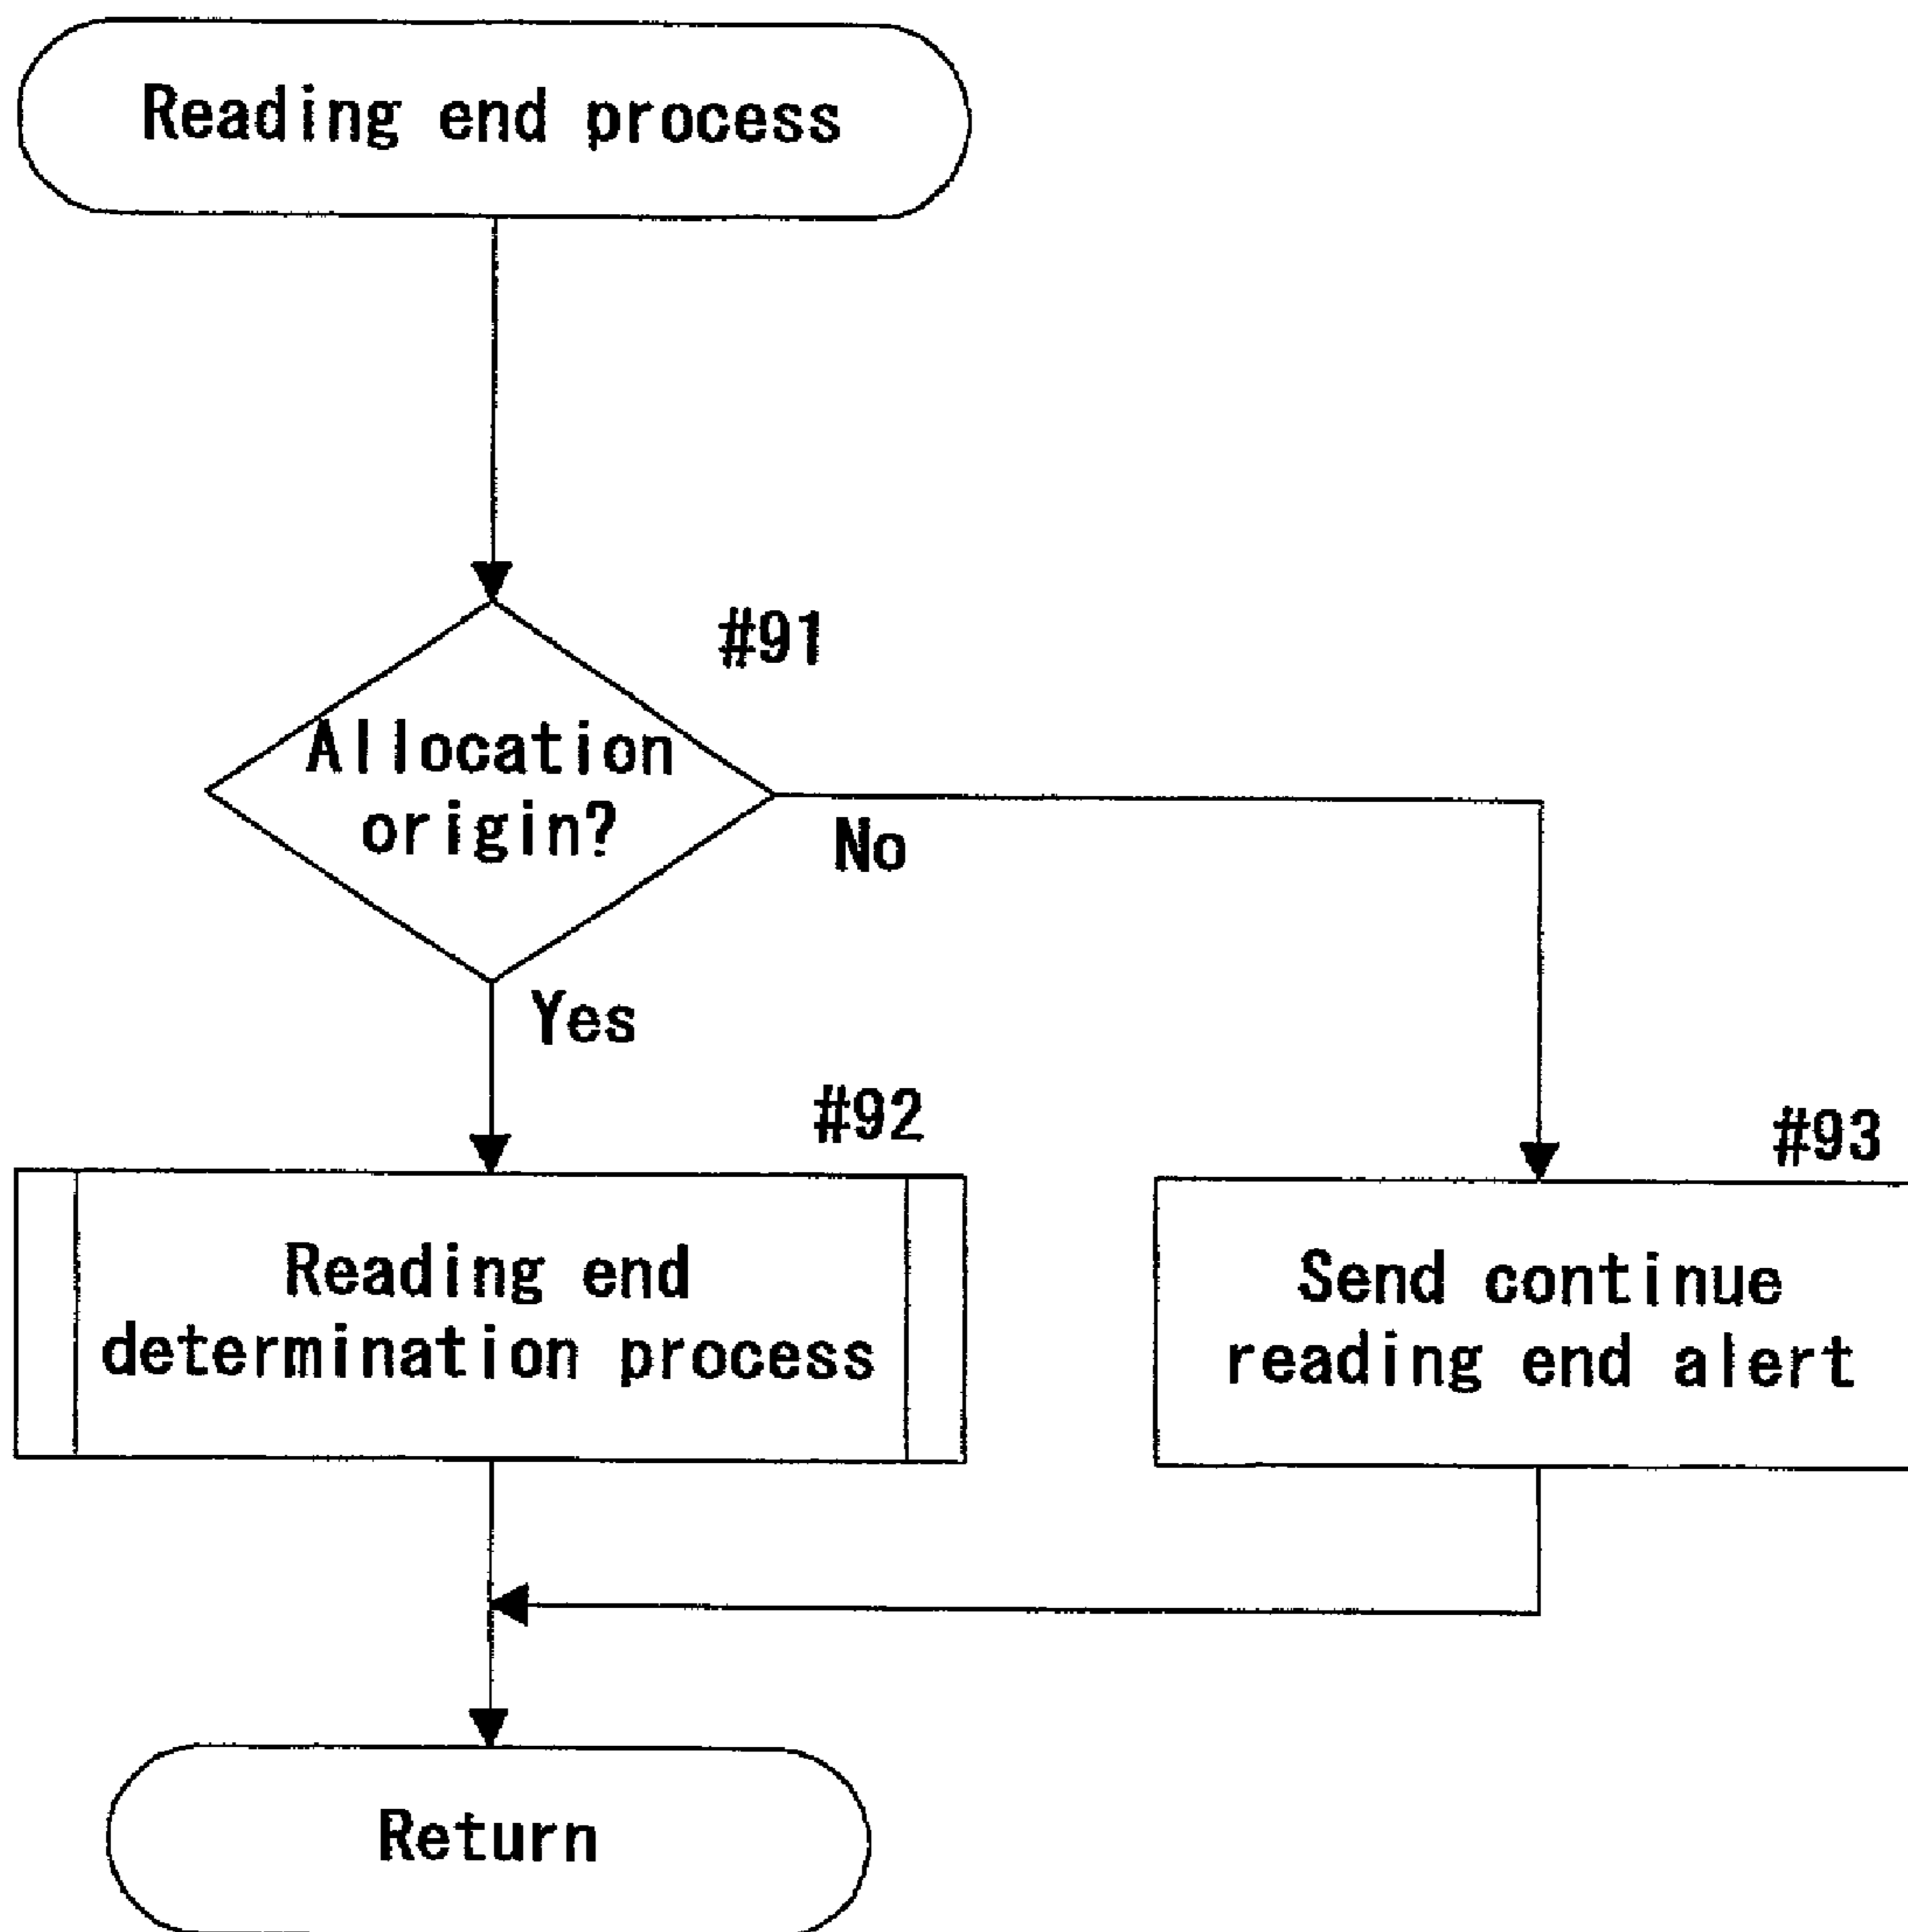 Reading end process
#91
Allocation
origin?
No
Yes
#92
#93
Reading end
determination process
Send continue
reading end alert
Return